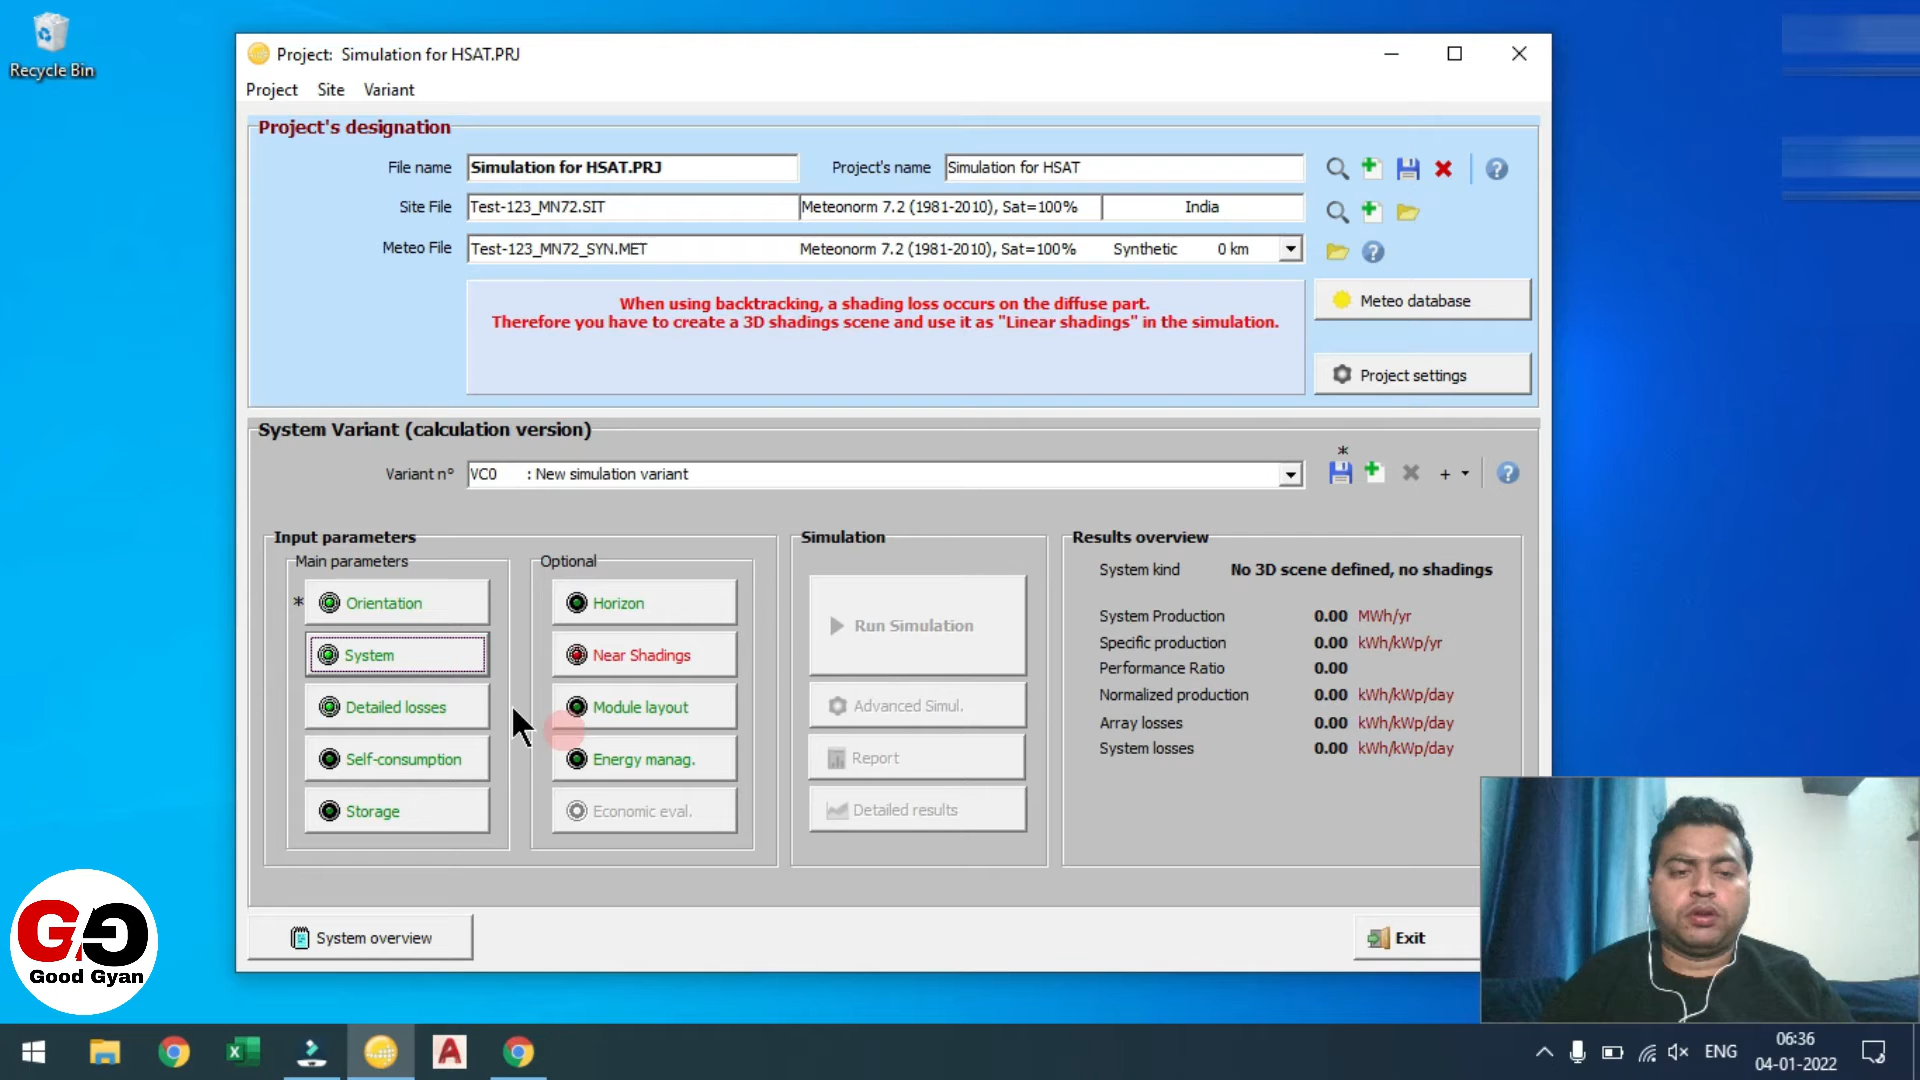 Recycle Bin
Project: Simulation for HSAT.PRJ
Project Site Variant
Project's designation
File name Simulation for HSAT.PRJ Project's name Simulation for HSAT
Site File Test-123_MN72.SIT Meteonorm 7.2 (1981-2010), Sat=100% India
Meteo File Test-123_MN72_SYN.MET Meteonorm 7.2 (1981-2010), Sat=100% Synthetic 0 km
When using backtracking, a shading loss occurs on the diffuse part.
Therefore you have to create a 3D shadings scene and use it as "Linear shadings" in the simulation.
Meteo database
Project settings
System Variant (calculation version)
Variant n° VC0 : New simulation variant
*
Input parameters
Main parameters
* Orientation
System
Detailed losses
Self-consumption
Storage
Optional
Horizon
Near Shadings
Module layout
Energy manag.
Economic eval.
Simulation
Run Simulation
Advanced Simul.
Report
Detailed results
Results overview
System kind No 3D scene defined, no shadings
System Production 0.00 MWh/yr
Specific production 0.00 kWh/kWp/yr
Performance Ratio 0.00
Normalized production 0.00 kWh/kWp/day
Array losses 0.00 kWh/kWp/day
System losses 0.00 kWh/kWp/day
System overview
Exit
GG
Good Gyan
ENG
06:36
04-01-2022